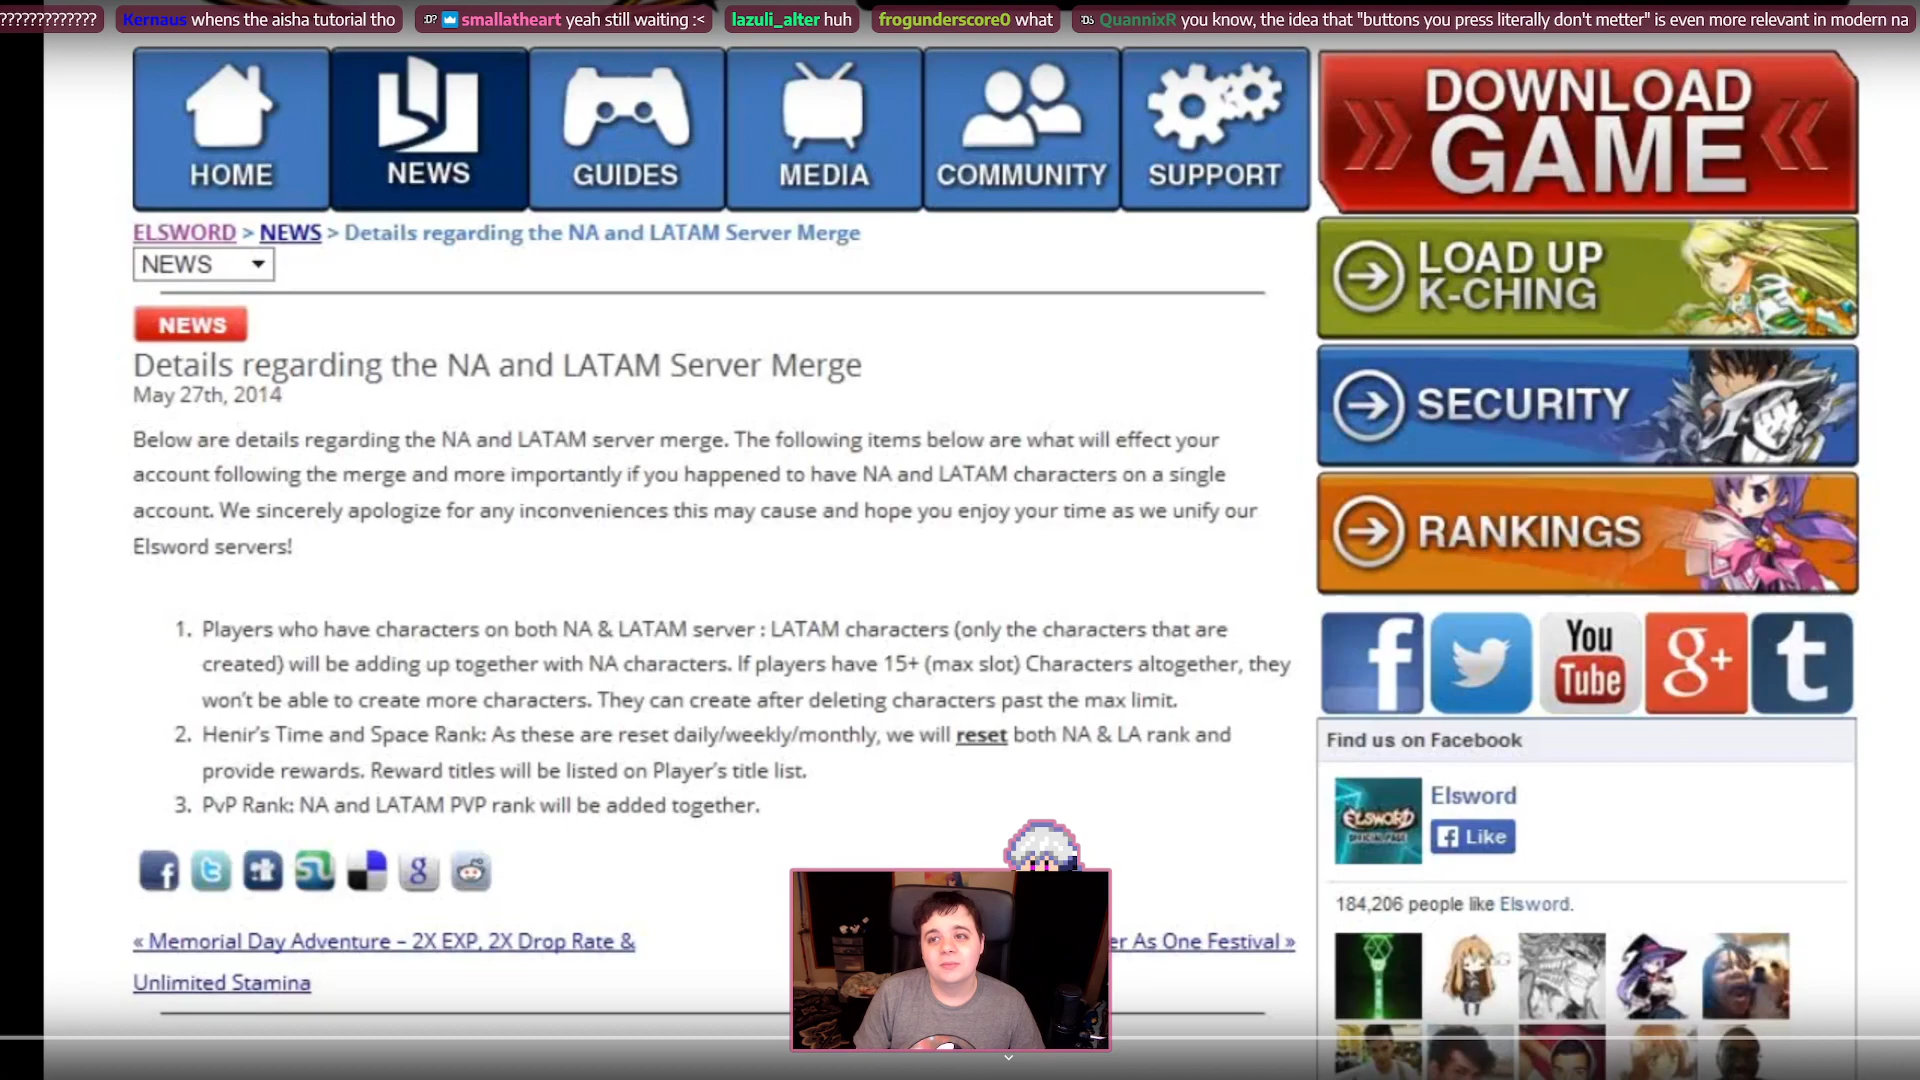 ????????????? Kernaus whens the aisha tutorial tho smallatheart yeah still waiting :< lazuli_alter huh frogunderscore0 what QuannixR you know, the idea that "buttons you press literally don't metter" is even more relevant in modern na
HOME NEWS GUIDES MEDIA COMMUNITY SUPPORT
DOWNLOAD
GAME
ELSWORD > NEWS > Details regarding the NA and LATAM Server Merge
NEWS
LOAD UP
K-CHING
NEWS
Details regarding the NA and LATAM Server Merge
May 27th, 2014
SECURITY
Below are details regarding the NA and LATAM server merge. The following items below are what will effect your
account following the merge and more importantly if you happened to have NA and LATAM characters on a single
account. We sincerely apologize for any inconveniences this may cause and hope you enjoy your time as we unify our
Elsword servers!
RANKINGS
1. Players who have characters on both NA & LATAM server : LATAM characters (only the characters that are
created) will be adding up together with NA characters. If players have 15+ (max slot) Characters altogether, they
won't be able to create more characters. They can create after deleting characters past the max limit.
2. Henir's Time and Space Rank: As these are reset daily/weekly/monthly, we will reset both NA & LA rank and
provide rewards. Reward titles will be listed on Player's title list.
3. PvP Rank: NA and LATAM PVP rank will be added together.
f
You
Tube
g+
t
Find us on Facebook
ELSWORD
Elsword
f Like
184,206 people like Elsword.
« Memorial Day Adventure – 2X EXP, 2X Drop Rate &
Unlimited Stamina
er As One Festival »